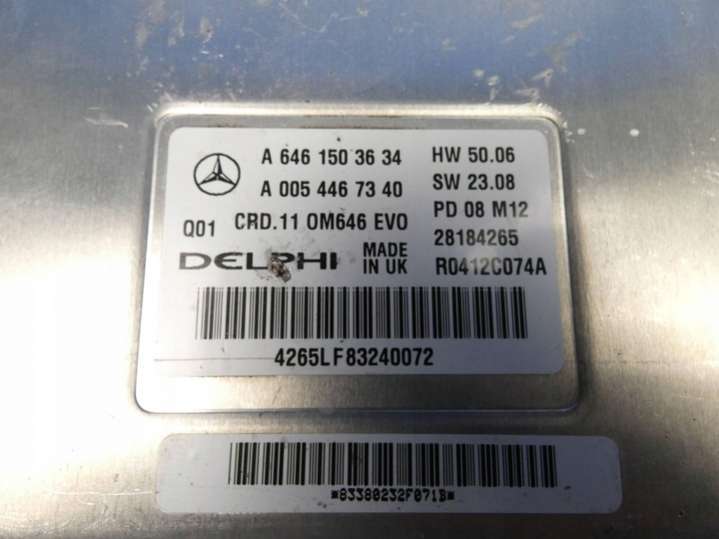 A 646 150 36 34 HW 50.06
A 005 446 73 40 SW 23.08
Q01 CRD.11 OM646 EVO PD 08 M12
28184265
DELPHI MADE IN UK R0412C074A
4265LF83240072
*83380232F071B*